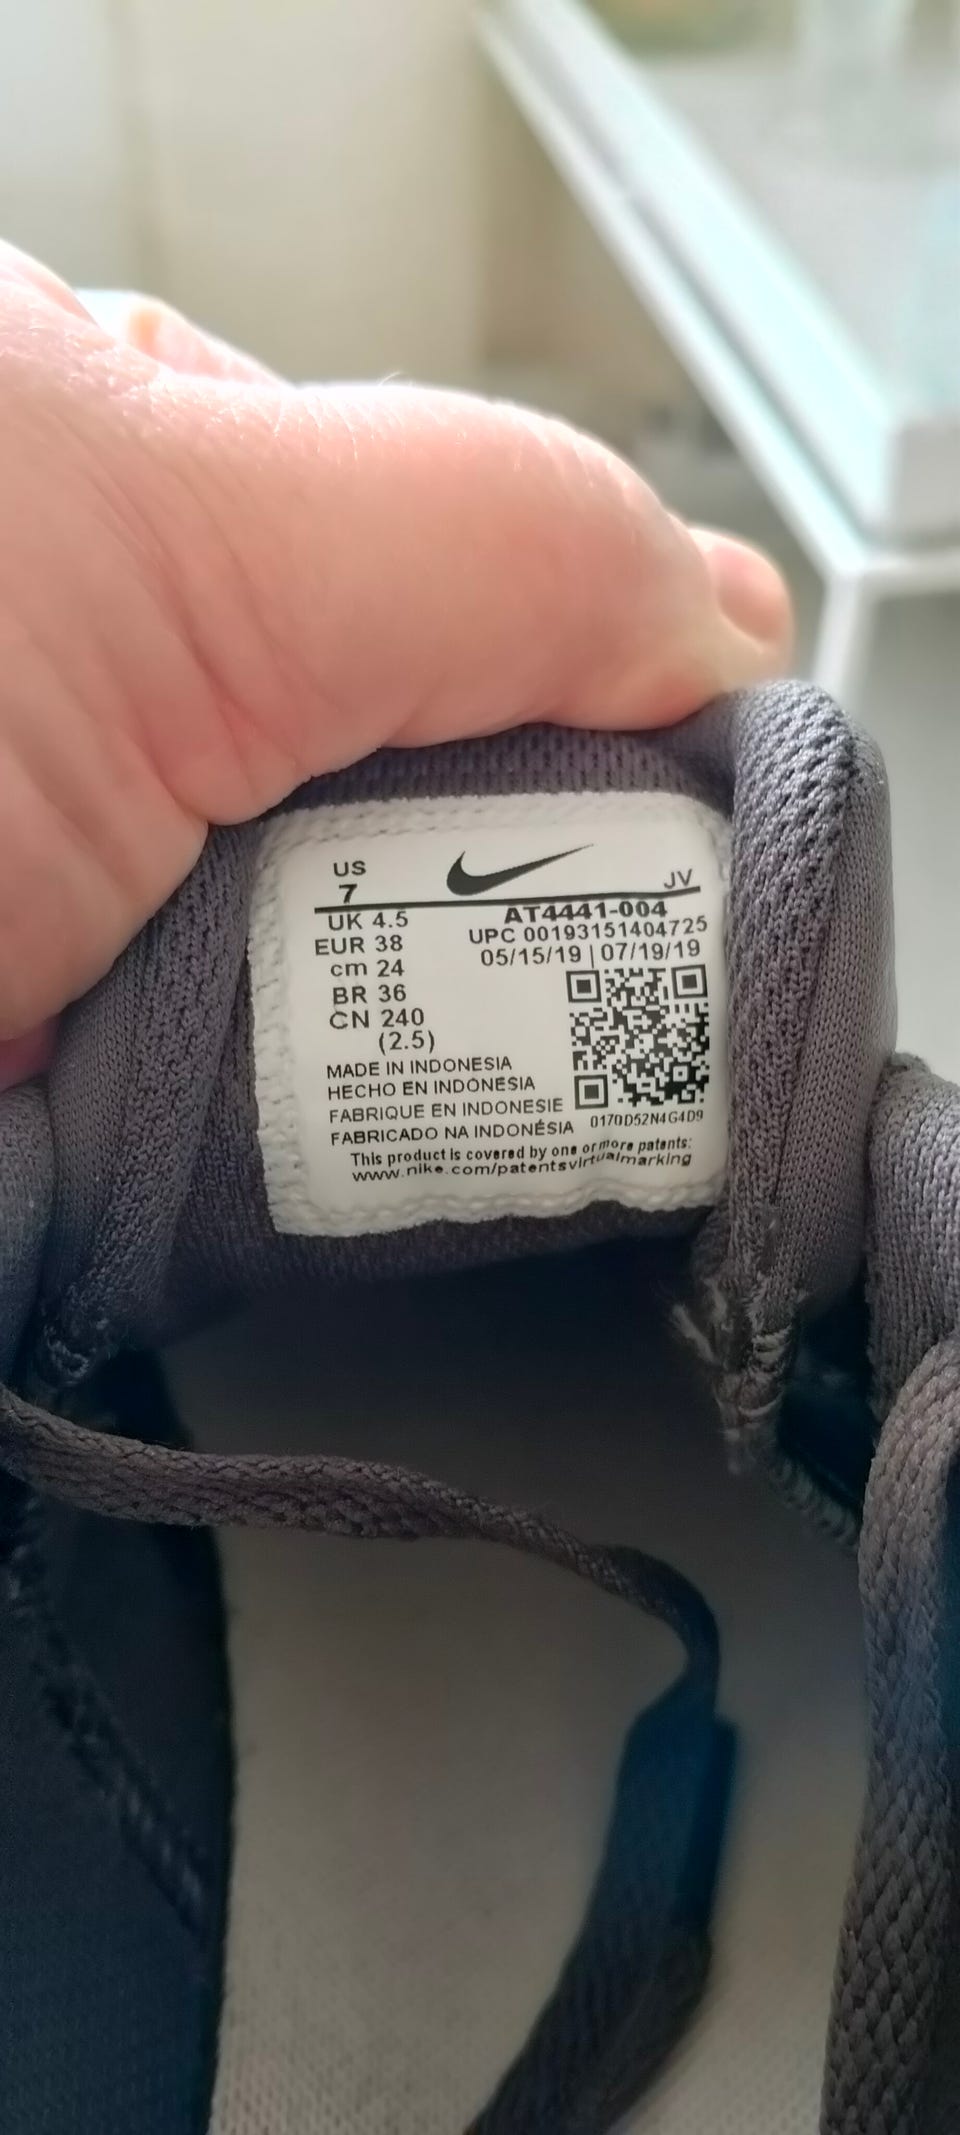 US
7
JV
UK 4.5
EUR 38
cm 24
BR 36
CN 240
(2.5)
AT4441-004
UPC 00193151404725
05/15/19 | 07/19/19
MADE IN INDONESIA
HECHO EN INDONESIA
FABRIQUE EN INDONESIE
FABRICADO NA INDONÉSIA
0170D52N4G4D9
This product is covered by one or more patents:
www.nike.com/patentsvirtualmarking